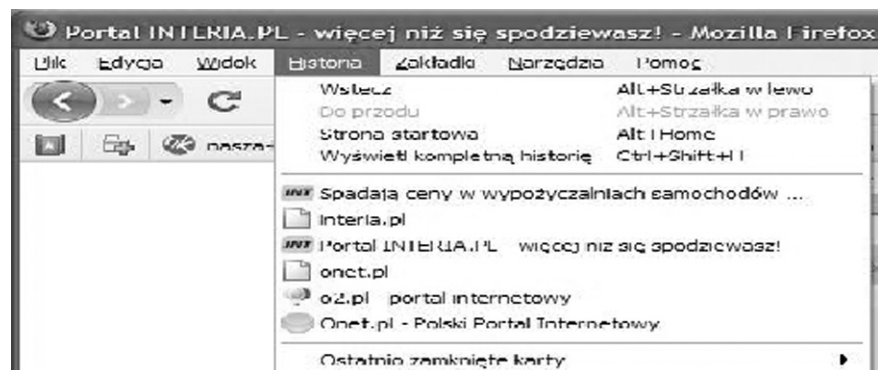 Portal INTERIA.PL - więcej niż się spodziewasz! - Mozilla Firefox
Plik Edycja Widok Historia Zakładki Narzędzia Pomoc
Wstecz Alt+Strzałka w lewo
Do przodu Alt+Strzałka w prawo
Strona startowa Alt+Home
Wyświetl kompletną historię Ctrl+Shift+H
nasza-
INT Spadają ceny w wypożyczalniach samochodów ...
interia.pl
INT Portal INTERIA.PL - więcej niż się spodziewasz!
onet.pl
o2.pl - portal internetowy
Onet.pl - Polski Portal Internetowy
Ostatnio zamknięte karty